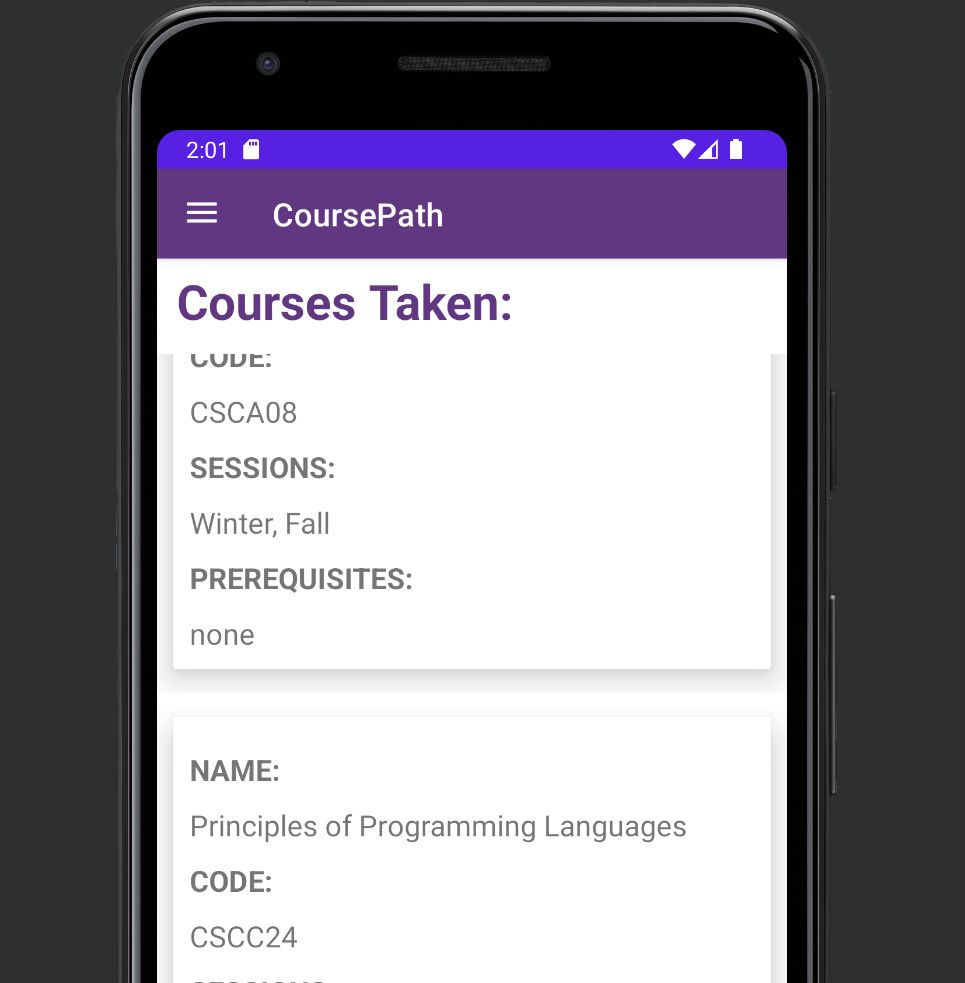 2:01
CoursePath
Courses Taken:
CODE:
CSCA08
SESSIONS:
Winter, Fall
PREREQUISITES:
none
NAME:
Principles of Programming Languages
CODE:
CSCC24